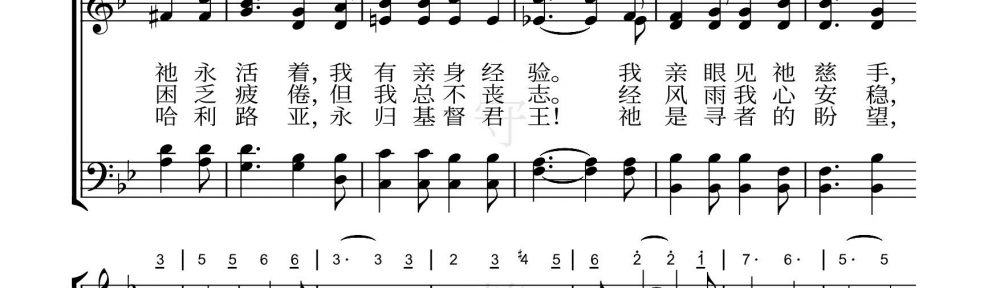 祂 永 活 着, 我 有 亲 身 经 验。 我 亲 眼 见 祂 慈 手,
困 乏 疲 倦, 但 我 总 不 丧 志。 经 风 雨 我 心 安 稳,
哈 利 路 亚, 永 归 基 督 君 王! 祂 是 寻 者 的 盼 望,
守
3 | 5 5 6 6 | 3· 3 3 | 2 3 ♯4 5 | 6 2̇ 2̇ 1̇ | 7· 6· | 5· 5